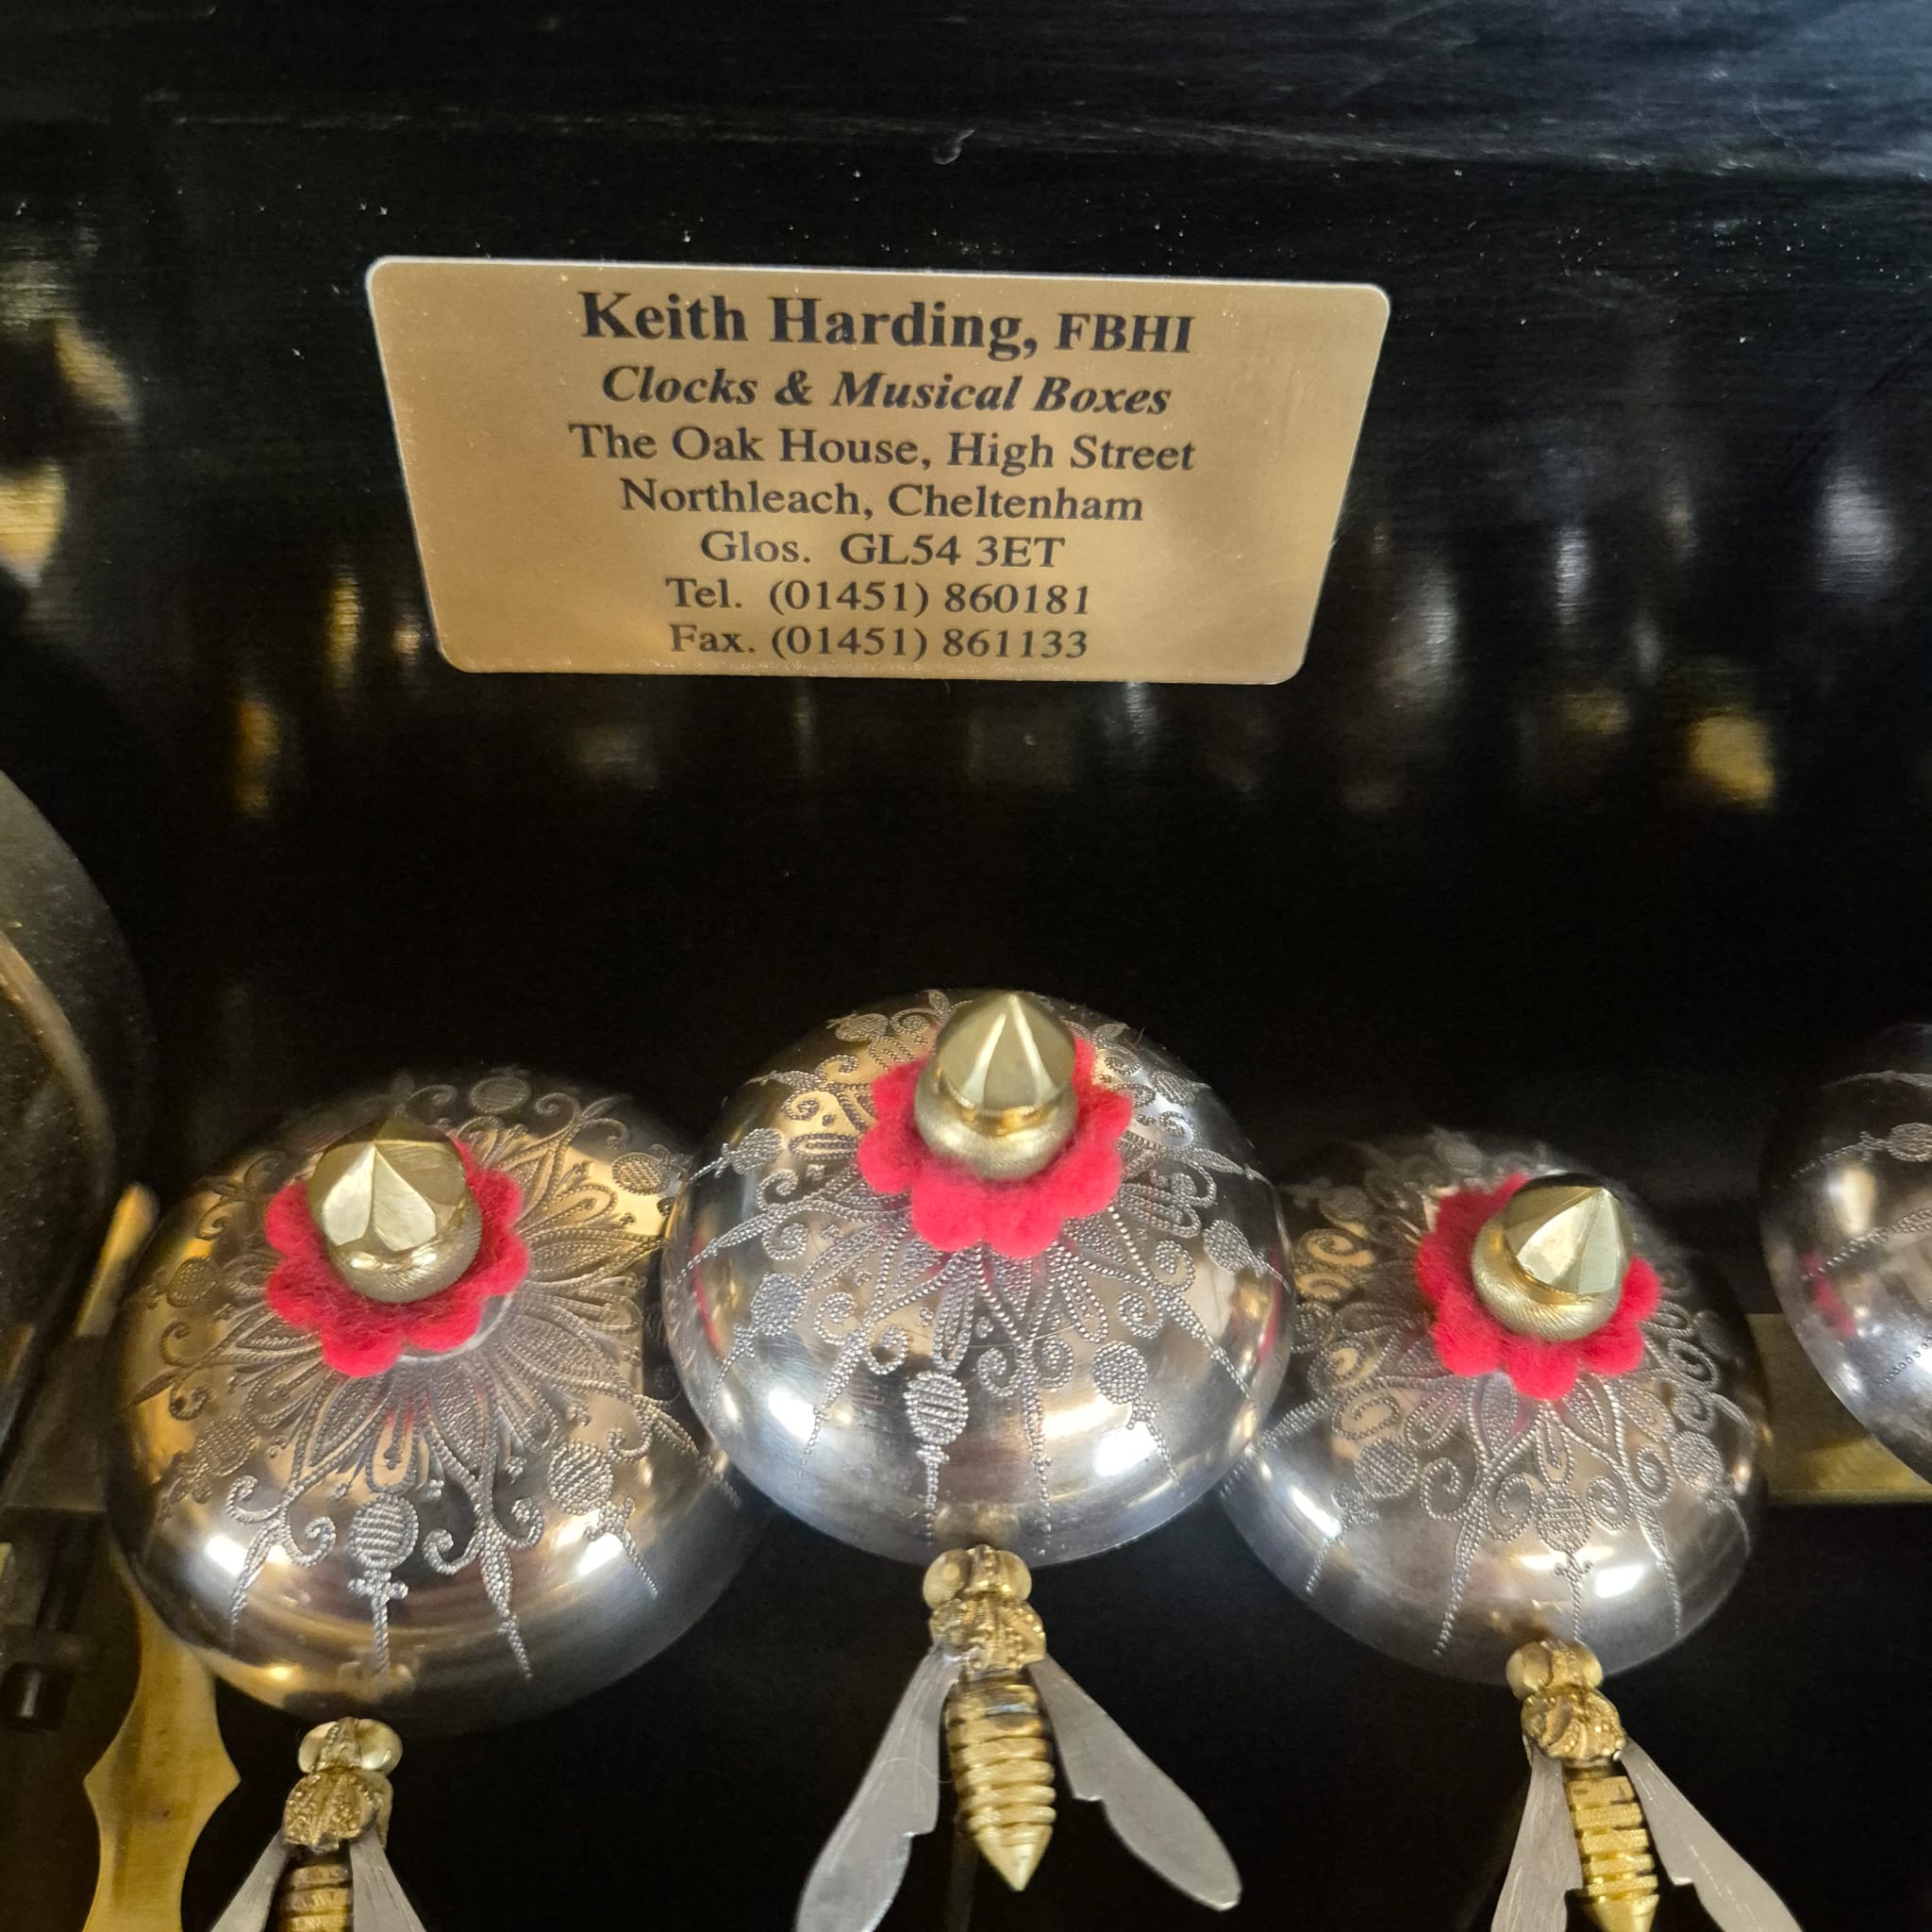 Keith Harding, FBHI
Clocks & Musical Boxes
The Oak House, High Street
Northleach, Cheltenham
Glos. GL54 3ET
Tel. (01451) 860181
Fax. (01451) 861133